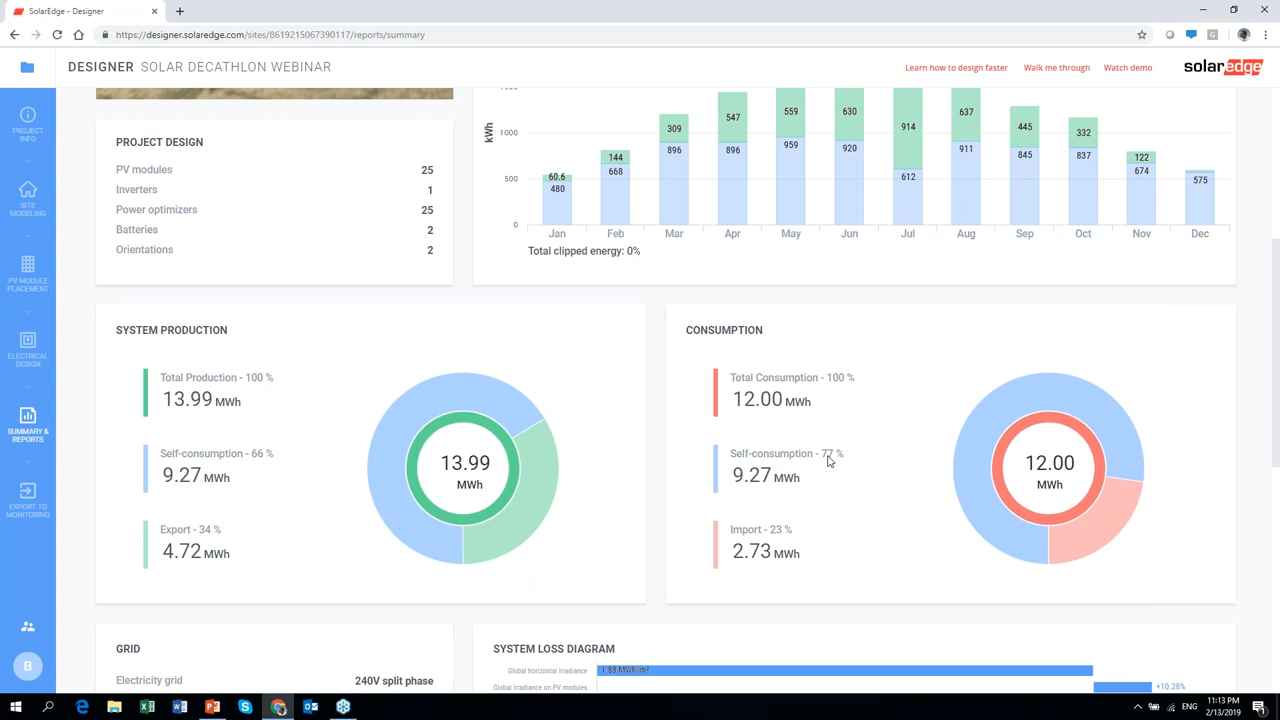 SolarEdge - Designer
https://designer.solaredge.com/sites/8619215067390117/reports/summary
DESIGNER SOLAR DECATHLON WEBINAR
Learn how to design faster
Walk me through
Watch demo
solaredge
PROJECT INFO
SITE MODELING
PV MODULE PLACEMENT
ELECTRICAL DESIGN
SUMMARY & REPORTS
EXPORT TO MONITORING
B
PROJECT DESIGN
PV modules 25
Inverters 1
Power optimizers 25
Batteries 2
Orientations 2
kWh
1000
500
0
60.6 144 309 547 559 630 914 637 445 332 122
480 668 896 896 959 920 612 911 845 837 674 575
Jan Feb Mar Apr May Jun Jul Aug Sep Oct Nov Dec
Total clipped energy: 0%
SYSTEM PRODUCTION
Total Production - 100 %
13.99 MWh
Self-consumption - 66 %
9.27 MWh
Export - 34 %
4.72 MWh
13.99
MWh
CONSUMPTION
Total Consumption - 100 %
12.00 MWh
Self-consumption - 77 %
9.27 MWh
Import - 23 %
2.73 MWh
12.00
MWh
GRID
Electricity grid 240V split phase
SYSTEM LOSS DIAGRAM
Global horizontal irradiance 1.88 MWh/m²
Global irradiance on PV modules +10.28%
ENG
11:13 PM
2/13/2019